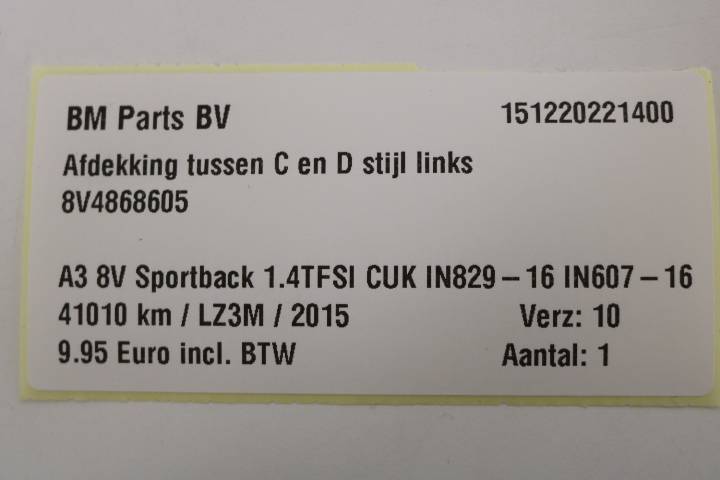 BM Parts BV 151220221400
Afdekking tussen C en D stijl links
8V4868605
A3 8V Sportback 1.4TFSI CUK IN829 – 16 IN607 – 16
41010 km / LZ3M / 2015 Verz: 10
9.95 Euro incl. BTW Aantal: 1